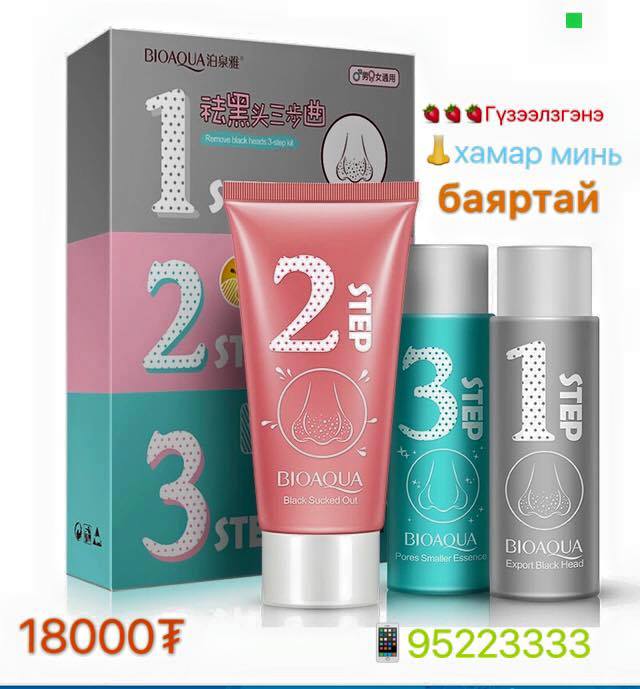 BIOAQUA泊泉雅®
男女通用
祛黑头三步曲
Remove black heads 3-step kit
1 S
2 ST
3 STE
🍓🍓🍓Гүзээлзгэнэ
👃хамар минь
баяртай
2 STEP
BIOAQUA
Black Sucked Out
3 STEP
BIOAQUA
Pores Smaller Essence
1 STEP
BIOAQUA
Export Black Head
18000₮
📱95223333